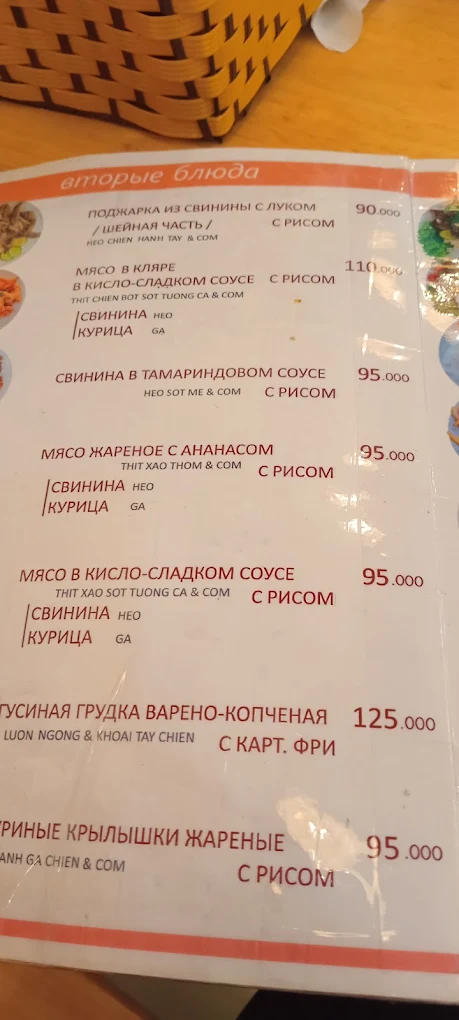 вторые блюда
ПОДЖАРКА ИЗ СВИНИНЫ С ЛУКОМ 90.000
/ ШЕЙНАЯ ЧАСТЬ / С РИСОМ
HEO CHIEN HANH TAY & COM
МЯСО В КЛЯРЕ 110.000
В КИСЛО-СЛАДКОМ СОУСЕ С РИСОМ
THIT CHIEN BOT SOT TUONG CA & COM
СВИНИНА HEO
КУРИЦА GA
СВИНИНА В ТАМАРИНДОВОМ СОУСЕ 95.000
HEO SOT ME & COM С РИСОМ
МЯСО ЖАРЕНОЕ С АНАНАСОМ 95.000
THIT XAO THOM & COM С РИСОМ
СВИНИНА HEO
КУРИЦА GA
МЯСО В КИСЛО-СЛАДКОМ СОУСЕ 95.000
THIT XAO SOT TUONG CA & COM С РИСОМ
СВИНИНА HEO
КУРИЦА GA
ГУСИНАЯ ГРУДКА ВАРЕНО-КОПЧЕНАЯ 125.000
LUON NGONG & KHOAI TAY CHIEN С КАРТ. ФРИ
УРИНЫЕ КРЫЛЫШКИ ЖАРЕНЫЕ 95.000
ANH GA CHIEN & COM С РИСОМ